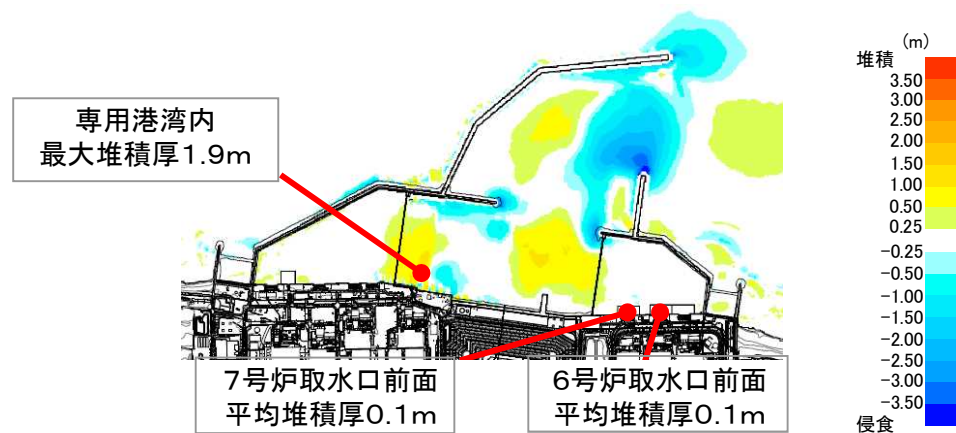 専用港湾内
最大堆積厚1.9m
7号炉取水口前面
平均堆積厚0.1m
6号炉取水口前面
平均堆積厚0.1m
(m)
堆積
3.50
3.00
2.50
2.00
1.50
1.00
0.50
0.25
-0.25
-0.50
-1.00
-1.50
-2.00
-2.50
-3.00
-3.50
侵食